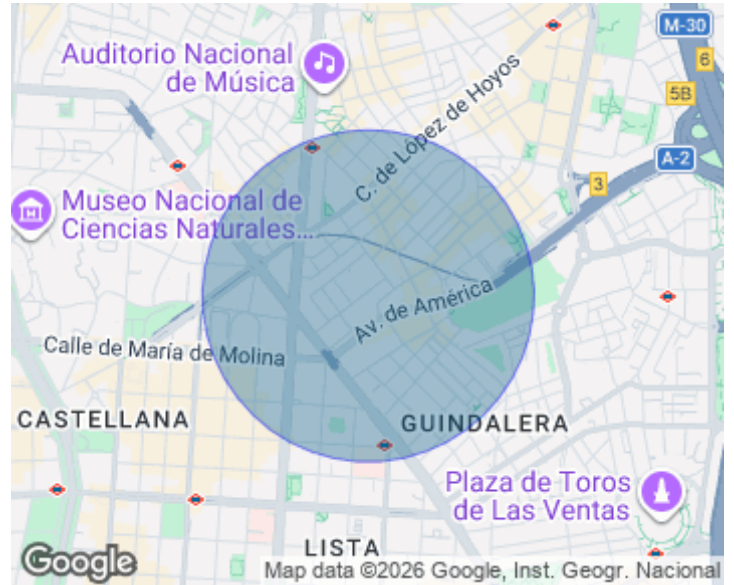 Auditorio Nacional
de Música
M-30
6
5B
C. de López de Hoyos
A-2
3
Museo Nacional de
Ciencias Naturales...
Av. de América
Calle de María de Molina
CASTELLANA
GUINDALERA
Plaza de Toros
de Las Ventas
LISTA
Google
Map data ©2026 Google, Inst. Geogr. Nacional